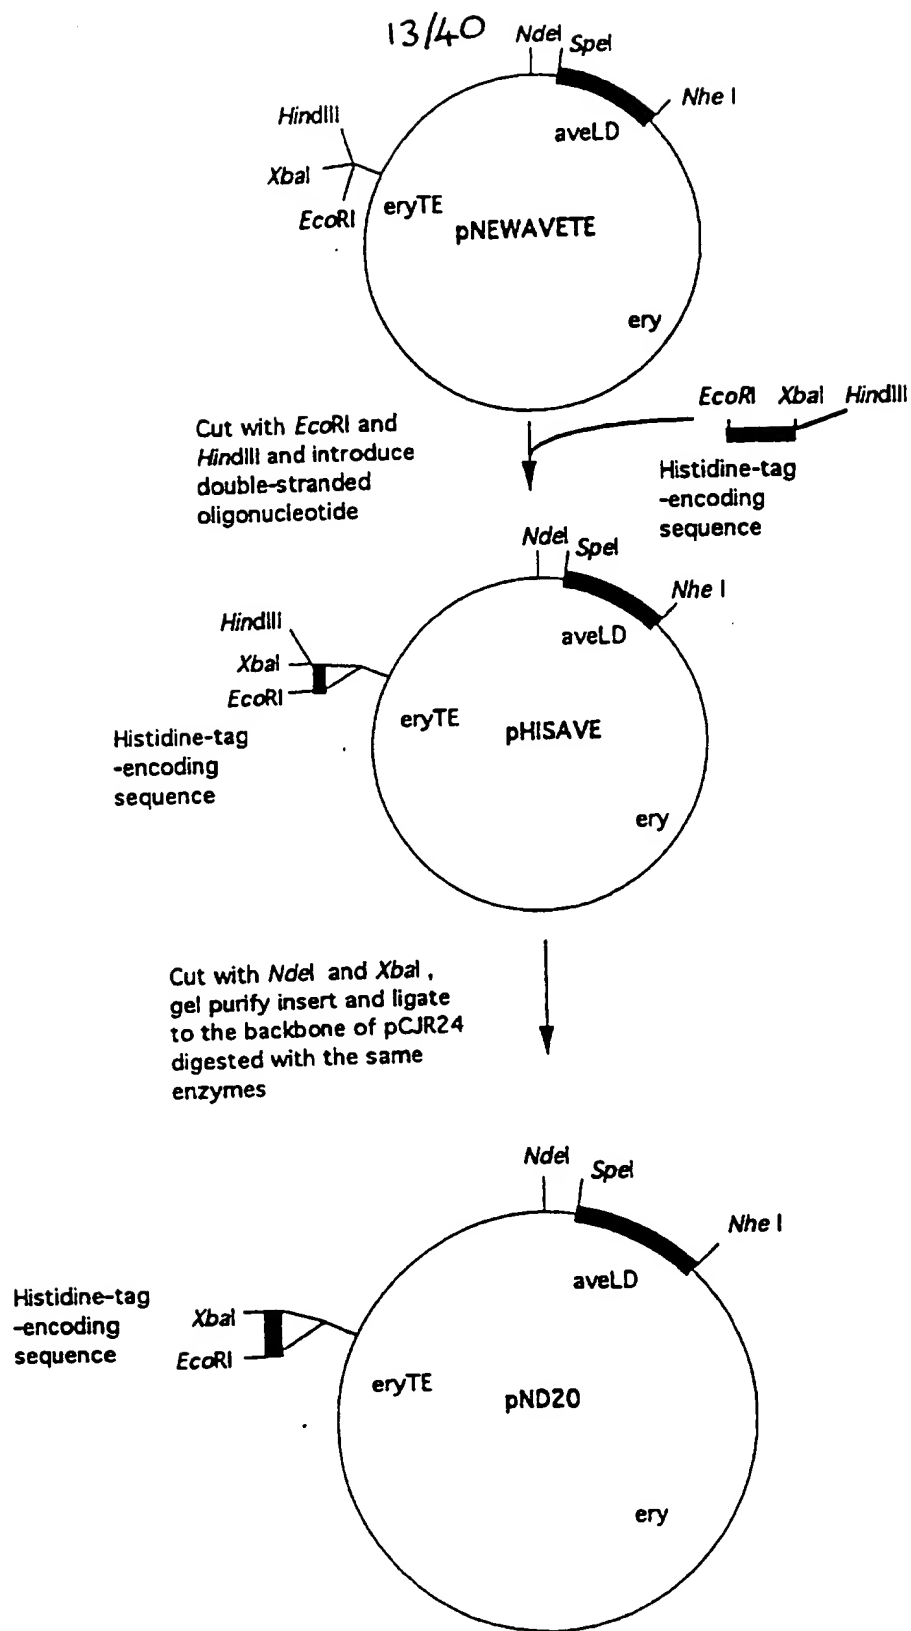 13/40
NdeI
SpeI
Nhe I
HindIII
aveLD
XbaI
EcoRI
eryTE
pNEWAVETE
ery
EcoRI XbaI HindIII
Cut with EcoRI and
HindIII and introduce
double-stranded
oligonucleotide
Histidine-tag
-encoding
sequence
NdeI
SpeI
Nhe I
HindIII
aveLD
XbaI
EcoRI
eryTE
pHISAVE
Histidine-tag
-encoding
sequence
ery
Cut with NdeI and XbaI,
gel purify insert and ligate
to the backbone of pCJR24
digested with the same
enzymes
NdeI
SpeI
Nhe I
aveLD
Histidine-tag
-encoding
sequence
XbaI
EcoRI
eryTE
pND20
ery